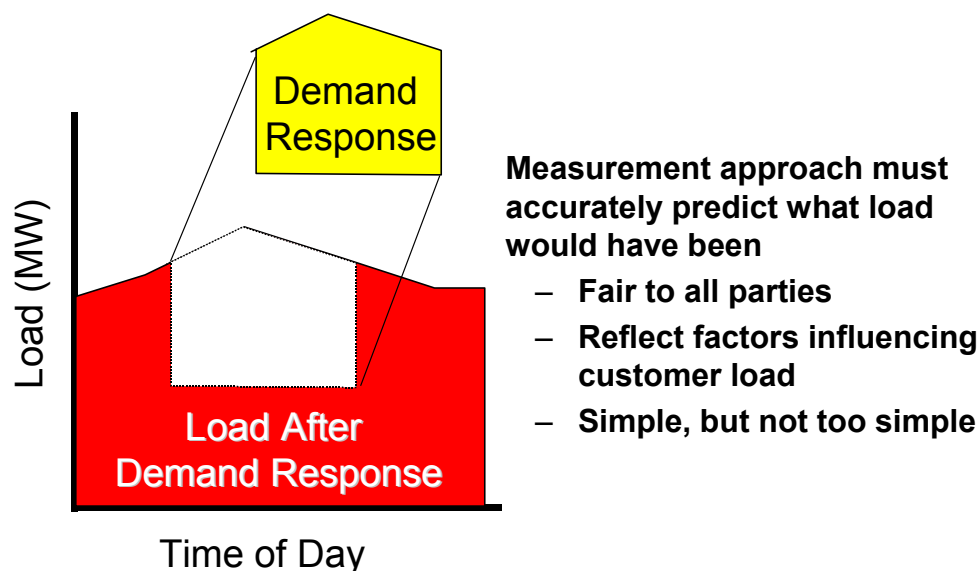 Demand
Response
Load (MW)
Load After
Demand Response
Time of Day
Measurement approach must
accurately predict what load
would have been
– Fair to all parties
– Reflect factors influencing
customer load
– Simple, but not too simple